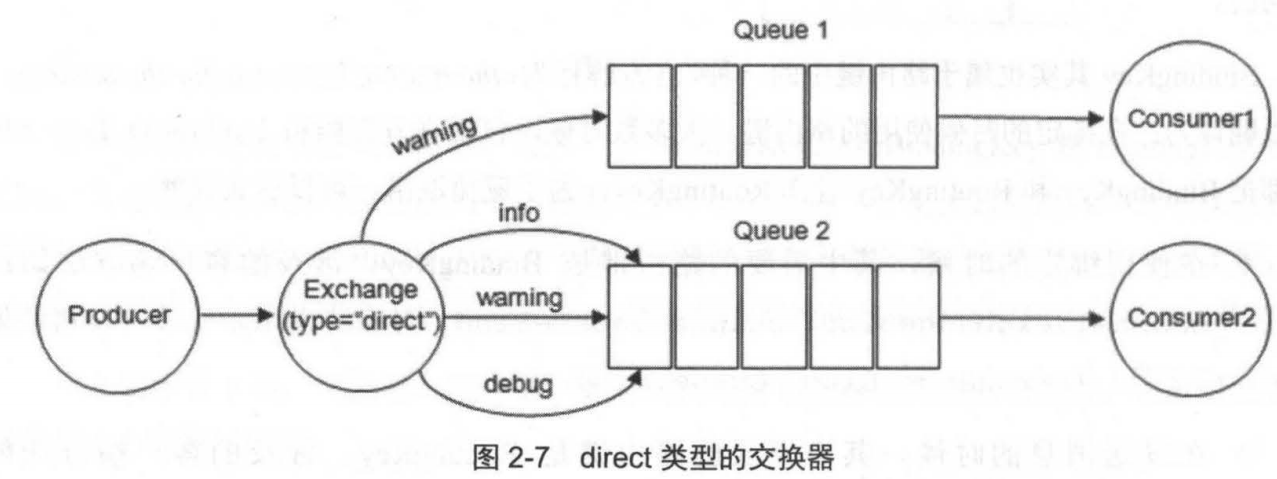 Queue 1
warning
Consumer1
info
Queue 2
Producer
Exchange
(type="direct")
warning
Consumer2
debug
图 2-7 direct 类型的交换器